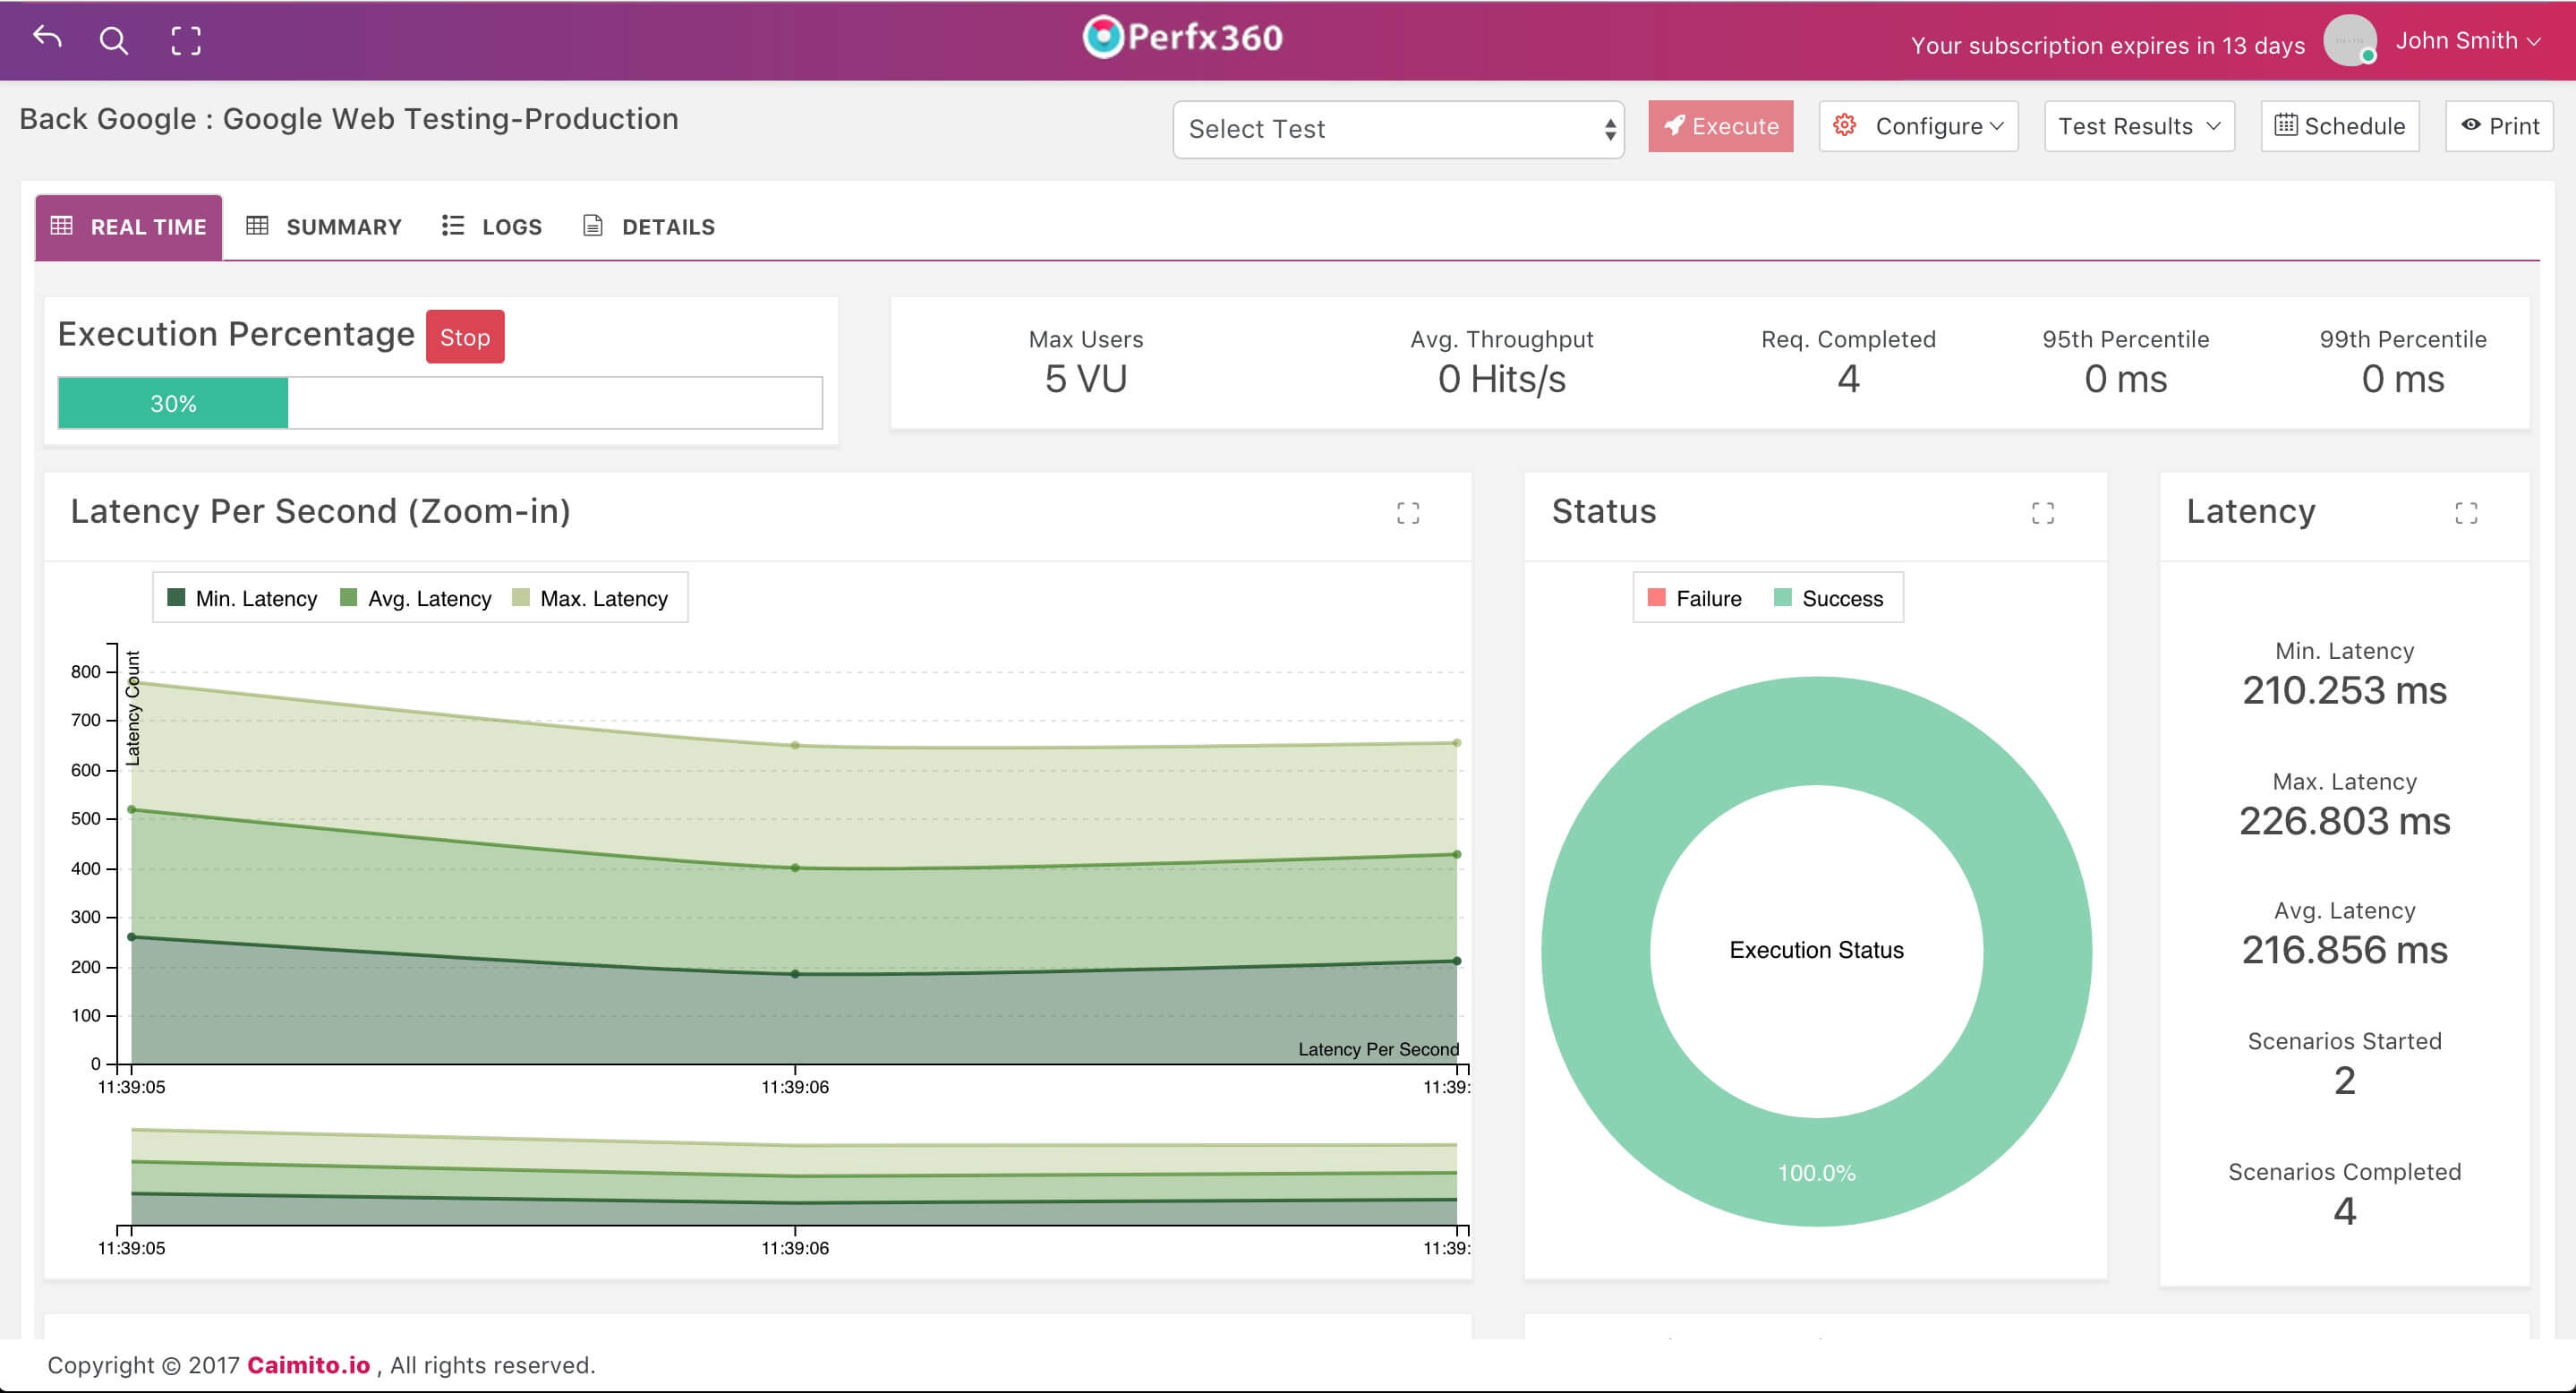 Perfx360
Your subscription expires in 13 days
John Smith
Back Google : Google Web Testing-Production
Select Test
Execute
Configure
Test Results
Schedule
Print
REAL TIME
SUMMARY
LOGS
DETAILS
Execution Percentage
Stop
30%
Max Users
5 VU
Avg. Throughput
0 Hits/s
Req. Completed
4
95th Percentile
0 ms
99th Percentile
0 ms
Latency Per Second (Zoom-in)
Min. Latency
Avg. Latency
Max. Latency
Latency Count
800
700
600
500
400
300
200
100
0
Latency Per Second
11:39:05
11:39:06
11:39:
11:39:05
11:39:06
11:39:
Status
Failure
Success
Execution Status
100.0%
Latency
Min. Latency
210.253 ms
Max. Latency
226.803 ms
Avg. Latency
216.856 ms
Scenarios Started
2
Scenarios Completed
4
Copyright © 2017 Caimito.io , All rights reserved.